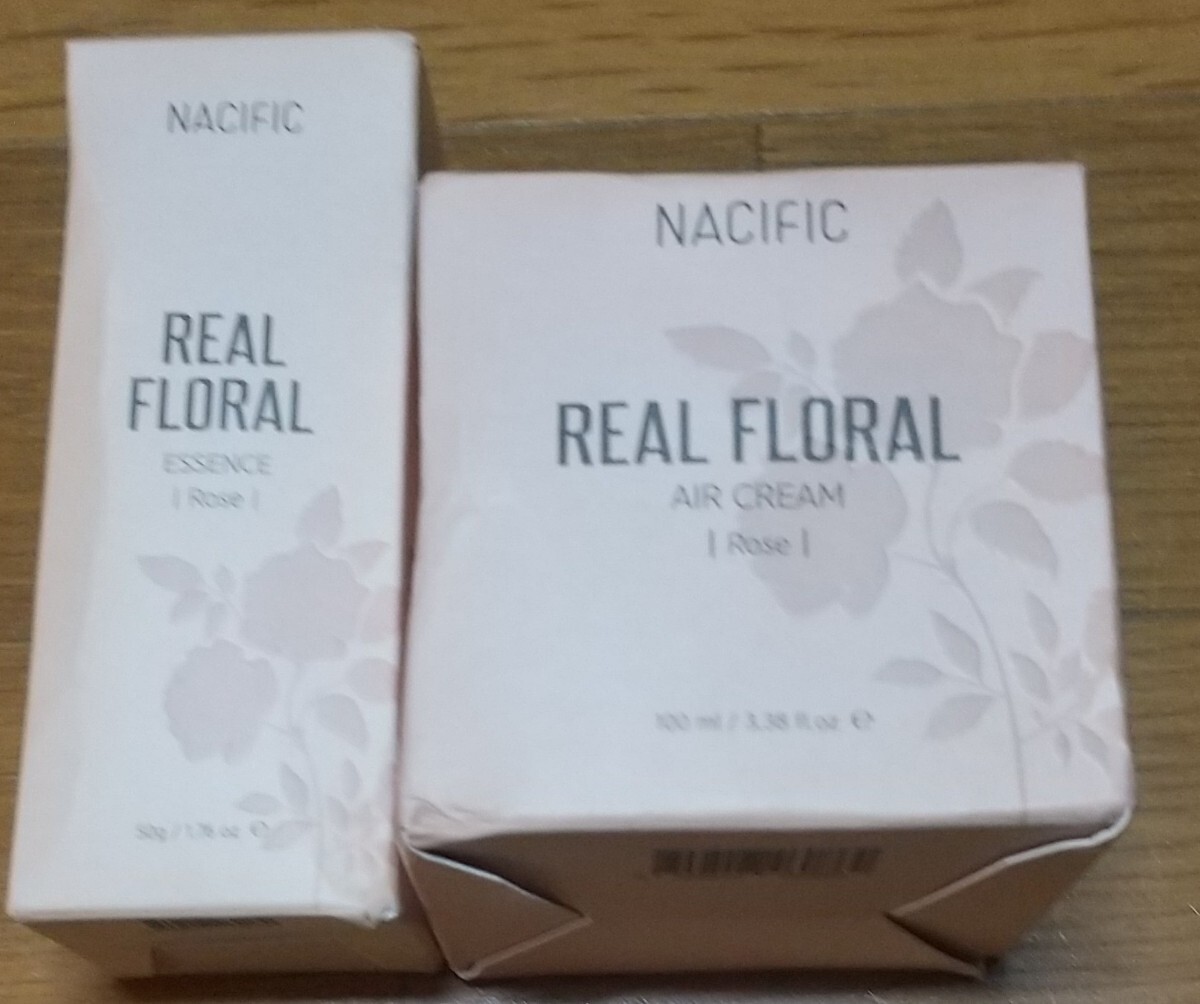 NACIFIC
REAL
FLORAL
ESSENCE
| Rose |
50g / 1.76 oz ℮
NACIFIC
REAL FLORAL
AIR CREAM
| Rose |
100 ml / 3.38 fl.oz ℮